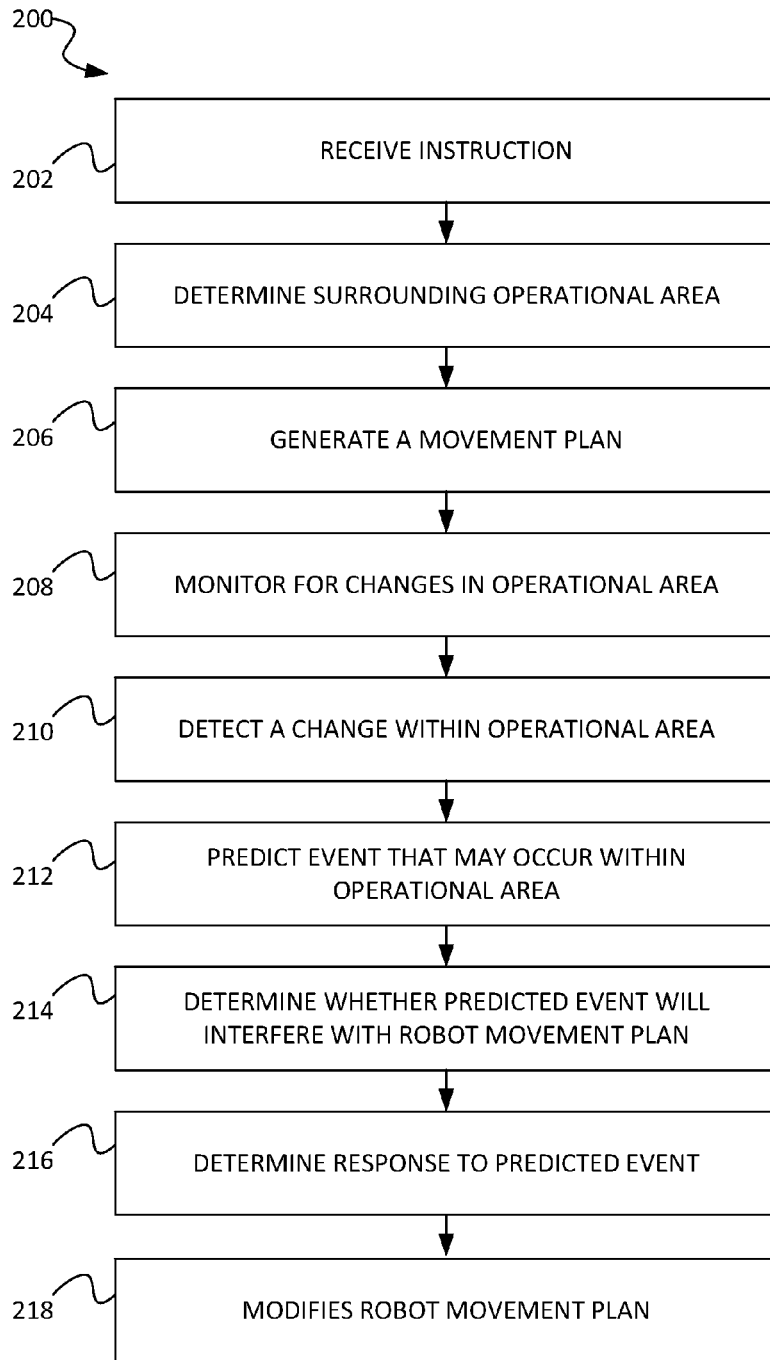 200
202
RECEIVE INSTRUCTION
204
DETERMINE SURROUNDING OPERATIONAL AREA
206
GENERATE A MOVEMENT PLAN
208
MONITOR FOR CHANGES IN OPERATIONAL AREA
210
DETECT A CHANGE WITHIN OPERATIONAL AREA
212
PREDICT EVENT THAT MAY OCCUR WITHIN
OPERATIONAL AREA
214
DETERMINE WHETHER PREDICTED EVENT WILL
INTERFERE WITH ROBOT MOVEMENT PLAN
216
DETERMINE RESPONSE TO PREDICTED EVENT
218
MODIFIES ROBOT MOVEMENT PLAN